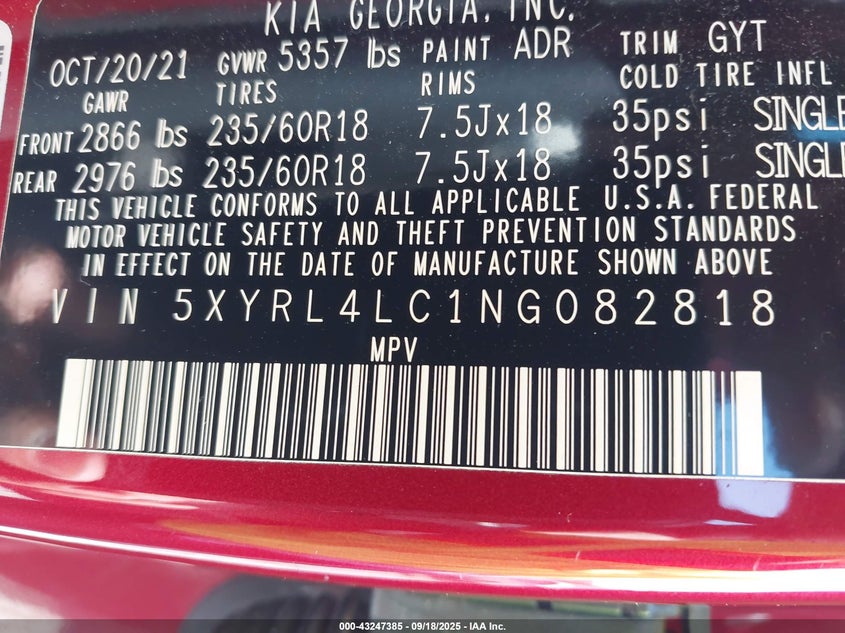 KIA GEORGIA, INC.
OCT/20/21 GVWR 5357 lbs PAINT ADR TRIM GYT
GAWR TIRES RIMS COLD TIRE INFL
FRONT 2866 lbs 235/60R18 7.5Jx18 35psi SINGLE
REAR 2976 lbs 235/60R18 7.5Jx18 35psi SINGLE
THIS VEHICLE CONFORMS TO ALL APPLICABLE U.S.A. FEDERAL
MOTOR VEHICLE SAFETY AND THEFT PREVENTION STANDARDS
IN EFFECT ON THE DATE OF MANUFACTURE SHOWN ABOVE
VIN 5XYRL4LC1NG082818
MPV
000-43247385 - 09/18/2025 - IAA Inc.